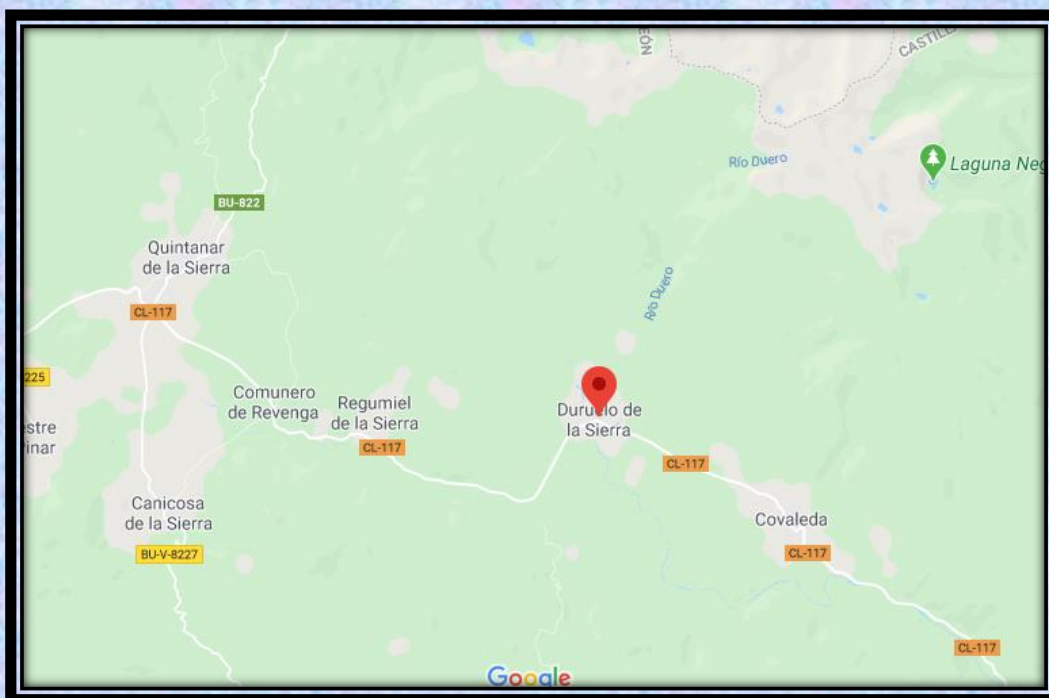 EÓN
CASTILL
Río Duero
Laguna Neg
BU-822
Quintanar
de la Sierra
Río Duero
CL-117
225
Comunero
de Revenga
Regumiel
de la Sierra
Duruelo de
la Sierra
estre
inar
CL-117
CL-117
Canicosa
de la Sierra
Covaleda
BU-V-8227
CL-117
CL-117
Google